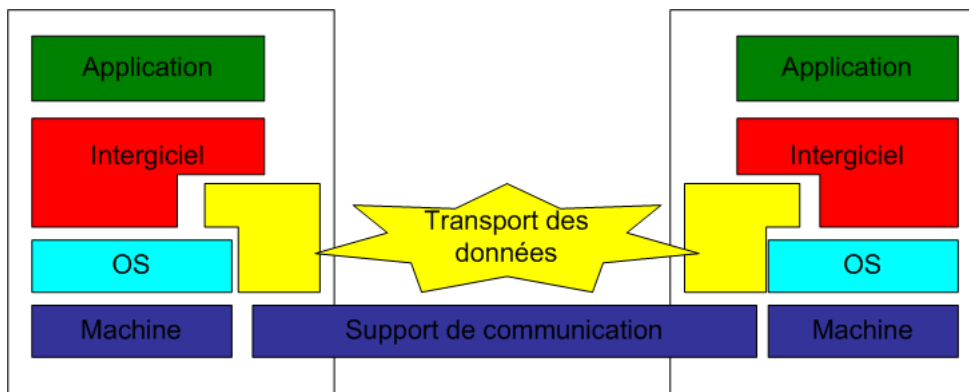 Application
Application
Intergiciel
Intergiciel
Transport des
données
OS
OS
Machine
Support de communication
Machine